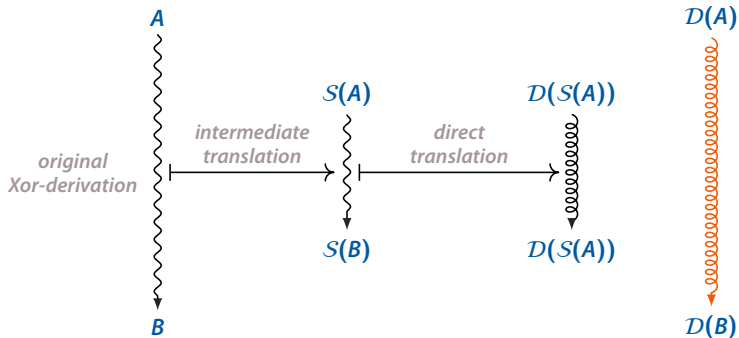 A 𝒟(A)
𝒮(A) 𝒟(𝒮(A))
intermediate direct
translation translation
original
Xor-derivation
𝒮(B) 𝒟(𝒮(A))
B 𝒟(B)